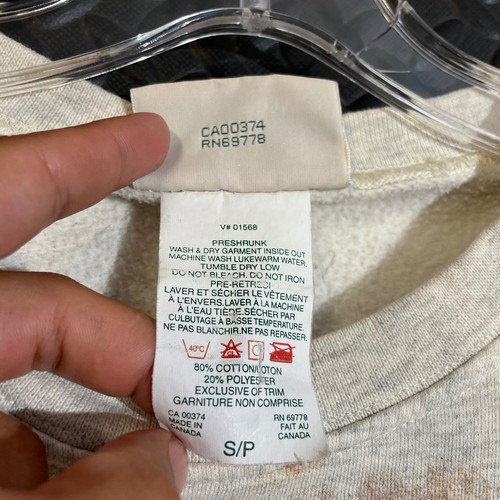 CA00374
RN69778
V# 01568
PRESHRUNK
WASH & DRY GARMENT INSIDE OUT
MACHINE WASH LUKEWARM WATER.
TUMBLE DRY LOW
DO NOT BLEACH. DO NOT IRON
PRE-RETRECI
LAVER ET SÉCHER LE VÊTEMENT
À L'ENVERS. LAVER À LA MACHINE
À L'EAU TIÈDE. SÉCHER PAR
CULBUTAGE À BASSE TEMPERATURE.
NE PAS BLANCHIR. NE PAS REPASSER.
40°C
80% COTTON/COTON
20% POLYESTER
EXCLUSIVE OF TRIM
GARNITURE NON COMPRISE
CA 00374
MADE IN
CANADA
RN 69778
FAIT AU
CANADA
S/P